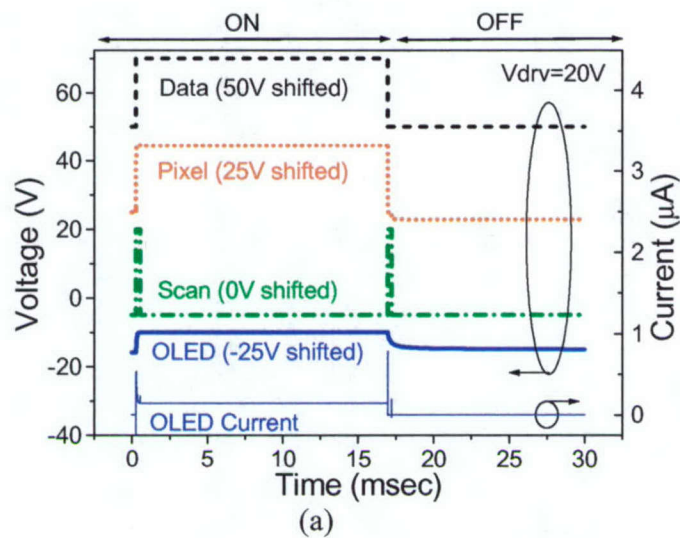 ON OFF
Vdrv=20V
Data (50V shifted)
Pixel (25V shifted)
Scan (0V shifted)
OLED (-25V shifted)
OLED Current
Voltage (V)
60
40
20
0
-20
-40
Current (μA)
4
3
2
1
0
0 5 10 15 20 25 30
Time (msec)
(a)